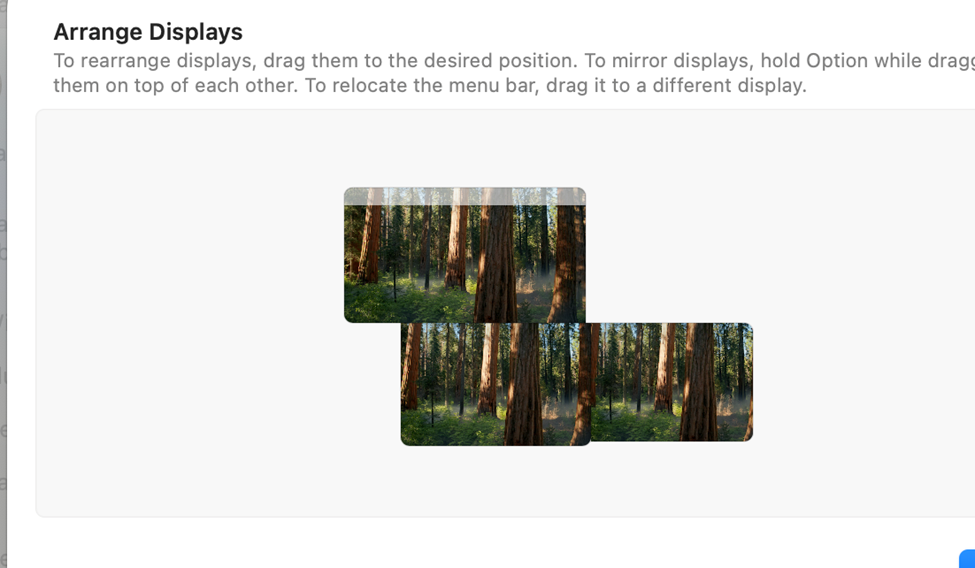 Arrange Displays
To rearrange displays, drag them to the desired position. To mirror displays, hold Option while
them on top of each other. To relocate the menu bar, drag it to a different display.